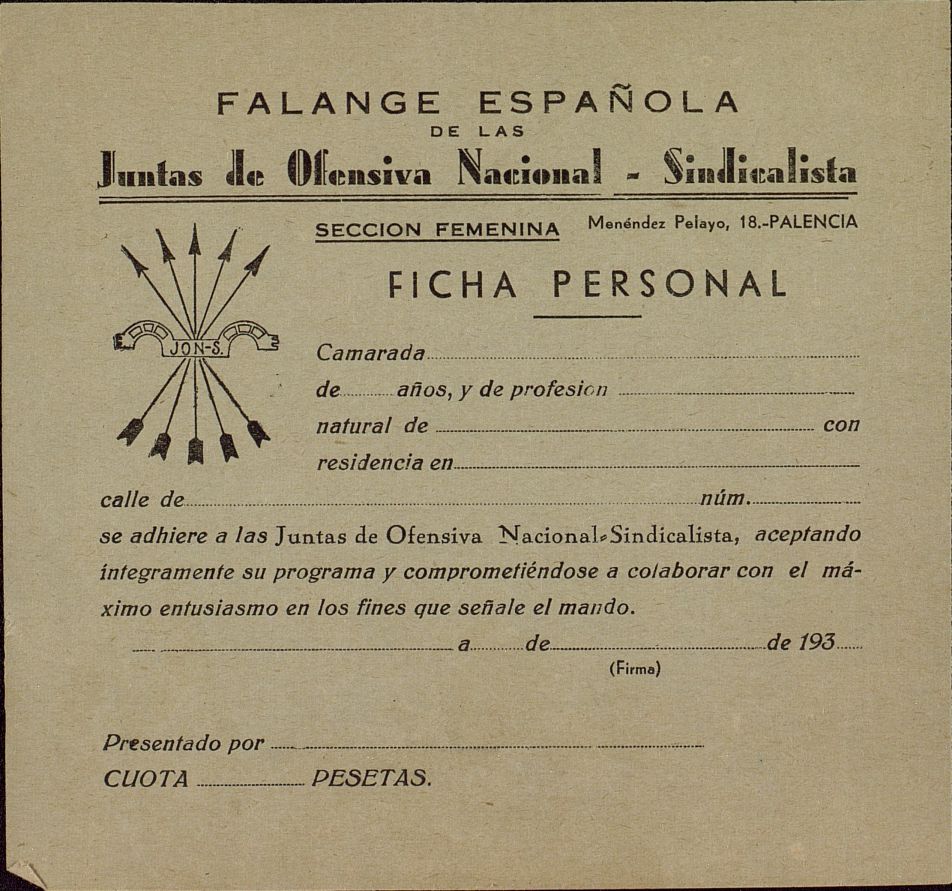 FALANGE ESPAÑOLA
DE LAS
Juntas de Ofensiva Nacional - Sindicalista
SECCION FEMENINA Menéndez Pelayo, 18.-PALENCIA
FICHA PERSONAL
JON-S.
Camarada
de años, y de profesion
natural de con
residencia en
calle de núm.
se adhiere a las Juntas de Ofensiva Nacional-Sindicalista, aceptando
íntegramente su programa y comprometiéndose a colaborar con el má-
ximo entusiasmo en los fines que señale el mando.
a de de 193
(Firma)
Presentado por
CUOTA PESETAS.